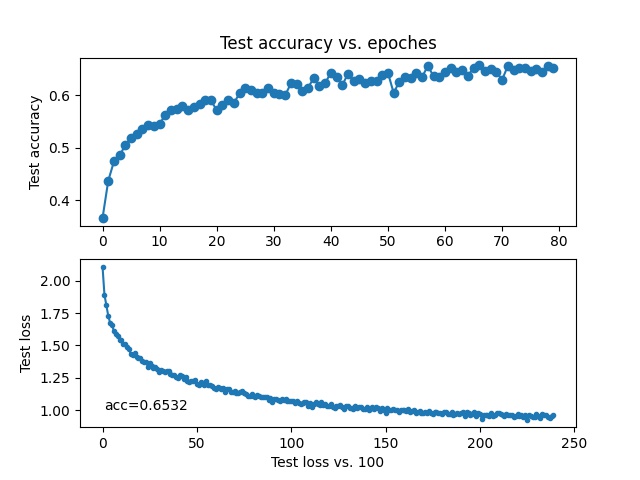 Test accuracy vs. epoches
Test accuracy
0.6
0.5
0.4
0 10 20 30 40 50 60 70 80
Test loss
2.00
1.75
1.50
1.25
1.00
acc=0.6532
0 50 100 150 200 250
Test loss vs. 100